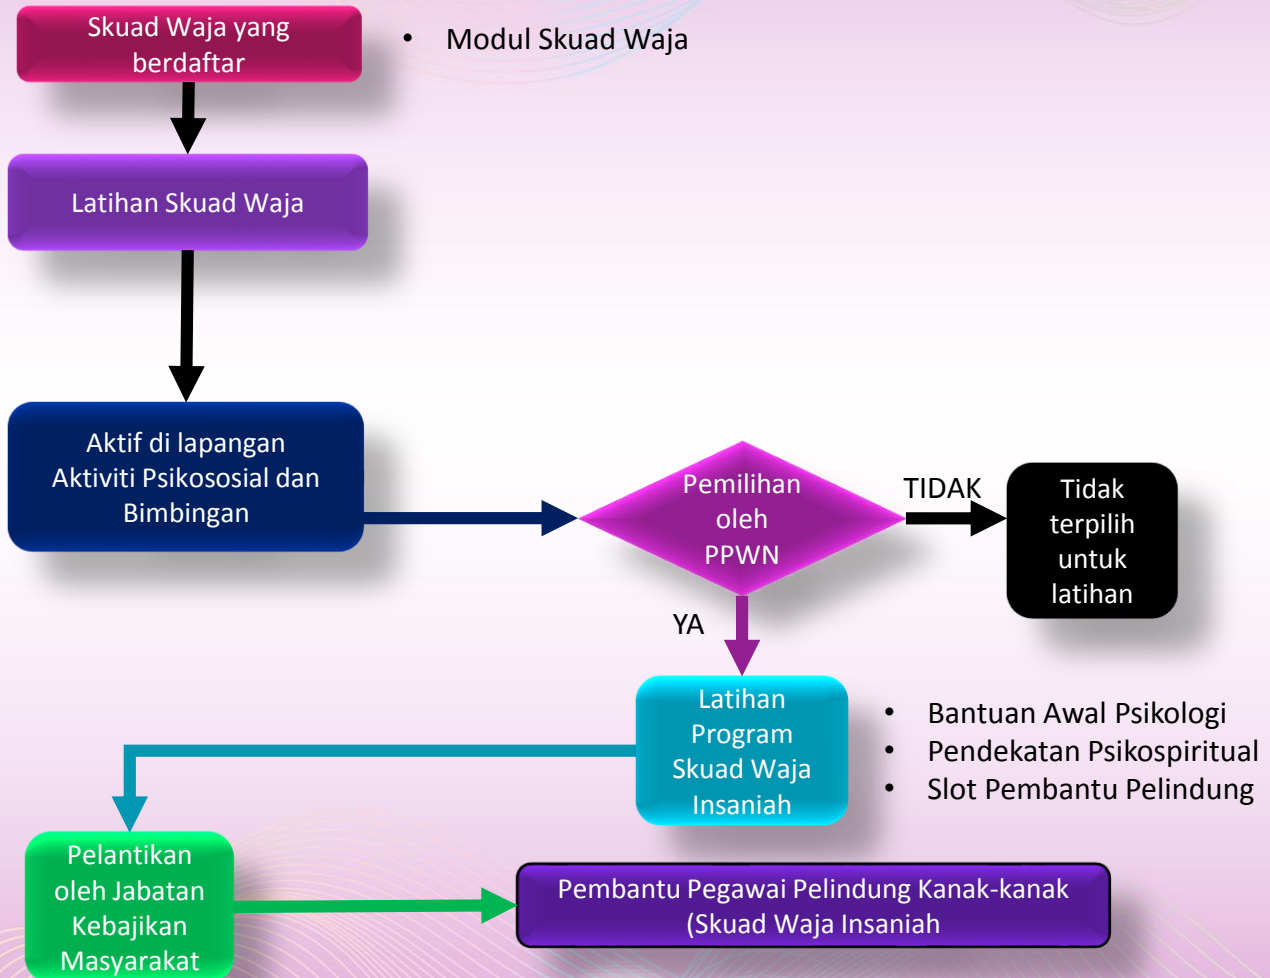 Skuad Waja yang
berdaftar
• Modul Skuad Waja
Latihan Skuad Waja
Aktif di lapangan
Aktiviti Psikososial dan
Bimbingan
Pemilihan
oleh
PPWN
TIDAK
Tidak
terpilih
untuk
latihan
YA
Latihan
Program
Skuad Waja
Insaniah
• Bantuan Awal Psikologi
• Pendekatan Psikospiritual
• Slot Pembantu Pelindung
Pelantikan
oleh Jabatan
Kebajikan
Masyarakat
Pembantu Pegawai Pelindung Kanak-kanak
(Skuad Waja Insaniah